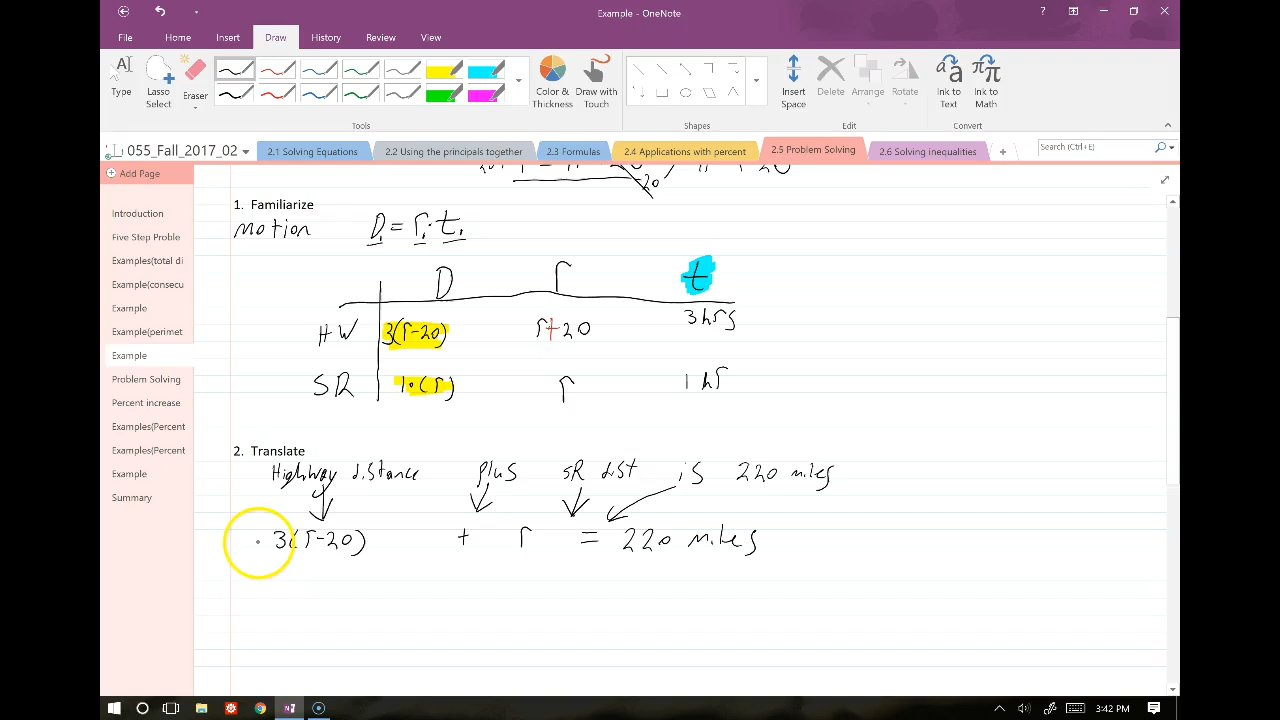 Example - OneNote
File Home Insert Draw History Review View
Type Lasso Select Eraser Color & Thickness Draw with Touch Insert Space Delete Arrange Rotate Ink to Text Ink to Math
Tools Shapes Edit Convert
055_Fall_2017_02 2.1 Solving Equations 2.2 Using the principals together 2.3 Formulas 2.4 Applications with percent 2.5 Problem Solving 2.6 Solving inequalities Search (Ctrl+E)
Add Page
Introduction
Five Step Proble
Examples(total di
Examples(consecu
Example
Example(perimet
Example
Problem Solving
Percent increase
Examples(Percent
Examples(Percent
Example
Summary
20
1. Familiarize
motion D = r · t
D r t
HW 3(r-20) r+20 3 hrs
SR 1·(r) r 1 hr
2. Translate
Highway distance plus SR dist is 220 miles
3(r-20) + r = 220 miles
3:42 PM